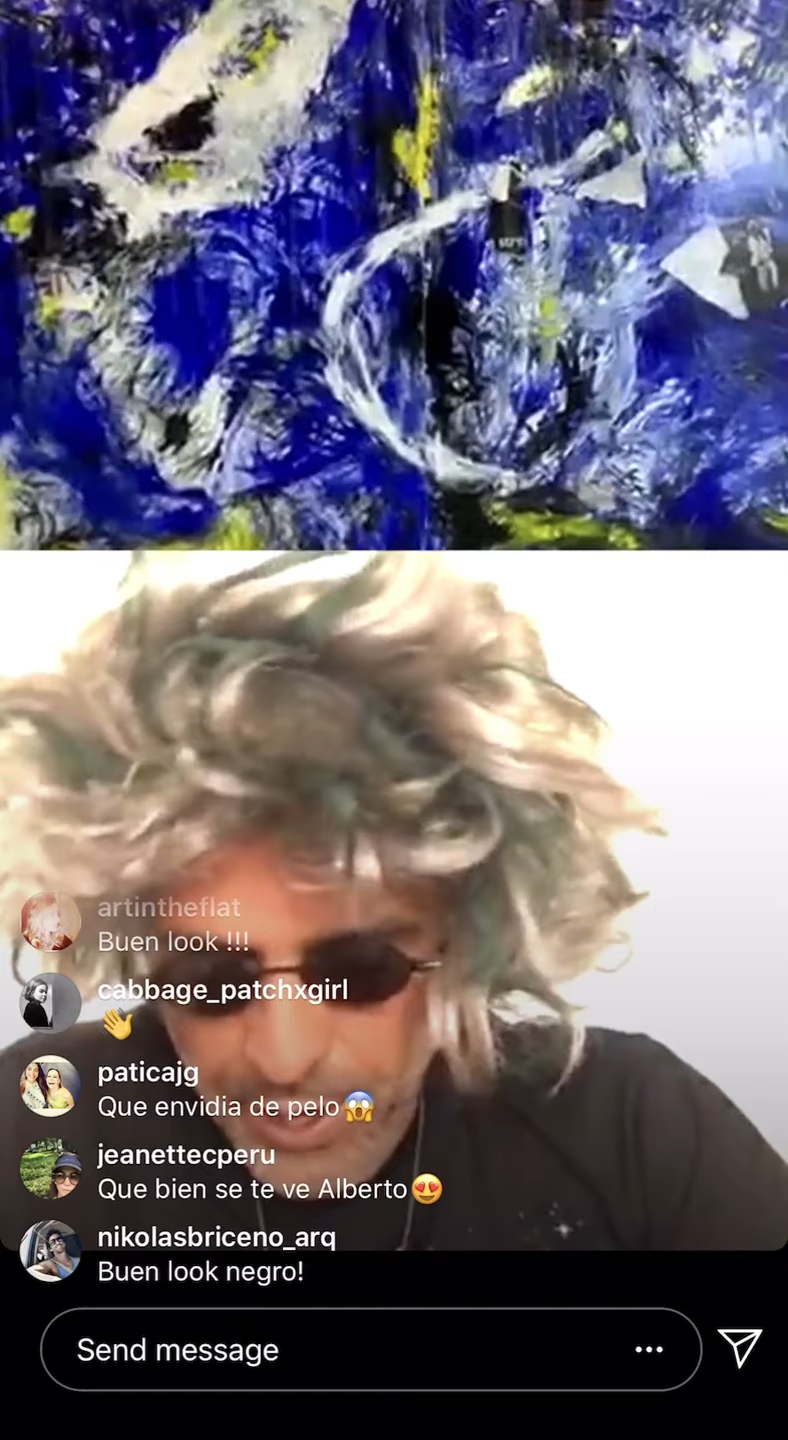 artintheflat
Buen look !!!
cabbage_patchxgirl
👋
paticajg
Que envidia de pelo😱
jeanettecperu
Que bien se te ve Alberto😍
nikolasbriceno_arq
Buen look negro!
Send message